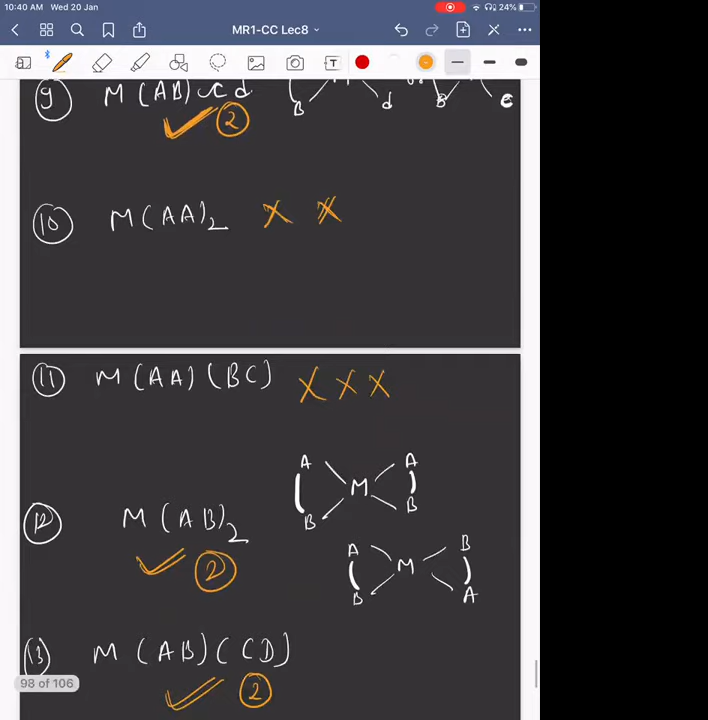 10:40 AM Wed 20 Jan
24%
MR1-CC Lec8
T
9 M(AB)cd
B d B c
2
10 M(AA)2 X X
11 M(AA)(BC) X X X
A M A
B B
12 M(AB)2
2
A M B
B A
13 M(AB)(CD)
2
98 of 106